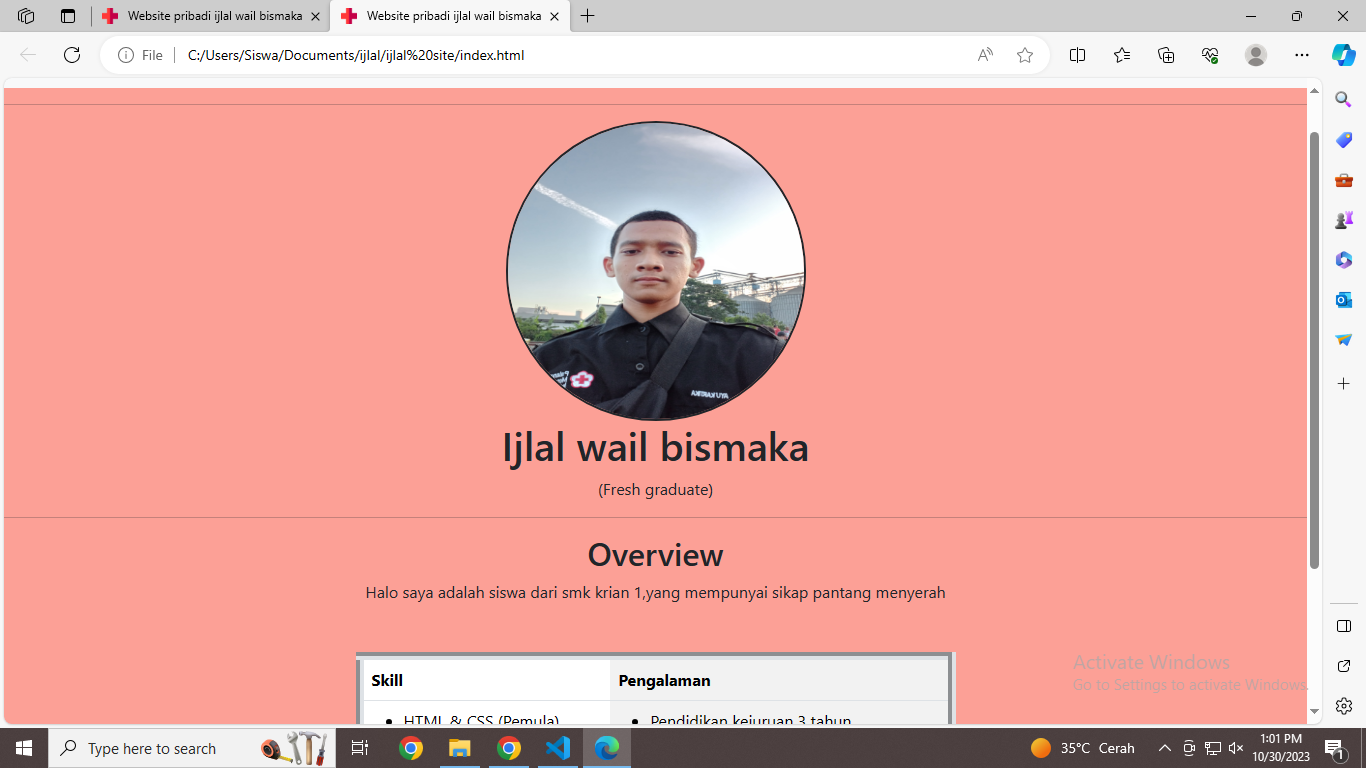 Website pribadi ijlal wail bismaka
Website pribadi ijlal wail bismaka
File
C:/Users/Siswa/Documents/ijlal/ijlal%20site/index.html
Ijlal wail bismaka
(Fresh graduate)
Overview
Halo saya adalah siswa dari smk krian 1,yang mempunyai sikap pantang menyerah
Skill
Pengalaman
HTML & CSS (Pemula)
Pendidikan kejuruan 3 tahun
Activate Windows
Go to Settings to activate Windows.
Type here to search
35°C Cerah
1:01 PM
10/30/2023
1